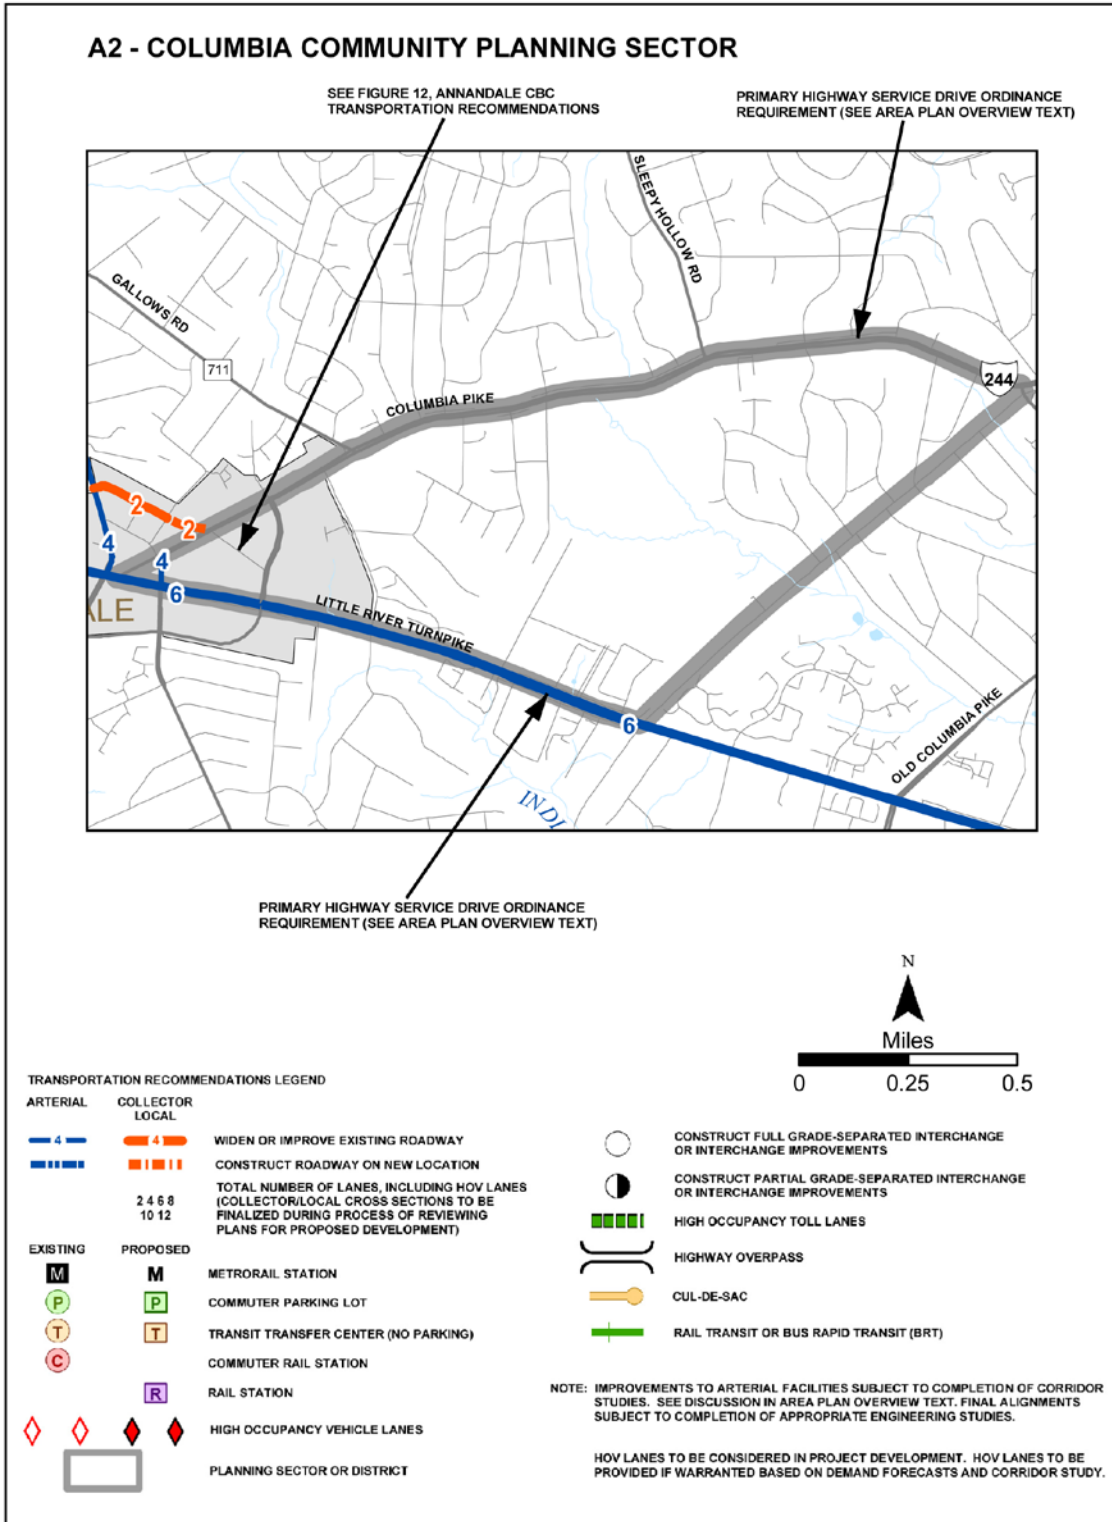 A2 - COLUMBIA COMMUNITY PLANNING SECTOR
SEE FIGURE 12, ANNANDALE CBC
TRANSPORTATION RECOMMENDATIONS
PRIMARY HIGHWAY SERVICE DRIVE ORDINANCE
REQUIREMENT (SEE AREA PLAN OVERVIEW TEXT)
SLEEPY HOLLOW RD
GALLOWS RD
711
244
COLUMBIA PIKE
2
2
4
4
6
ALE
LITTLE RIVER TURNPIKE
6
OLD COLUMBIA PIKE
INDI
PRIMARY HIGHWAY SERVICE DRIVE ORDINANCE
REQUIREMENT (SEE AREA PLAN OVERVIEW TEXT)
N
Miles
0 0.25 0.5
TRANSPORTATION RECOMMENDATIONS LEGEND
ARTERIAL COLLECTOR
LOCAL
4 4 WIDEN OR IMPROVE EXISTING ROADWAY
CONSTRUCT ROADWAY ON NEW LOCATION
TOTAL NUMBER OF LANES, INCLUDING HOV LANES
2 4 6 8 (COLLECTOR/LOCAL CROSS SECTIONS TO BE
10 12 FINALIZED DURING PROCESS OF REVIEWING
PLANS FOR PROPOSED DEVELOPMENT)
EXISTING PROPOSED
M M METRORAIL STATION
P P COMMUTER PARKING LOT
T T TRANSIT TRANSFER CENTER (NO PARKING)
C COMMUTER RAIL STATION
R RAIL STATION
HIGH OCCUPANCY VEHICLE LANES
PLANNING SECTOR OR DISTRICT
CONSTRUCT FULL GRADE-SEPARATED INTERCHANGE
OR INTERCHANGE IMPROVEMENTS
CONSTRUCT PARTIAL GRADE-SEPARATED INTERCHANGE
OR INTERCHANGE IMPROVEMENTS
HIGH OCCUPANCY TOLL LANES
HIGHWAY OVERPASS
CUL-DE-SAC
RAIL TRANSIT OR BUS RAPID TRANSIT (BRT)
NOTE: IMPROVEMENTS TO ARTERIAL FACILITIES SUBJECT TO COMPLETION OF CORRIDOR
STUDIES. SEE DISCUSSION IN AREA PLAN OVERVIEW TEXT. FINAL ALIGNMENTS
SUBJECT TO COMPLETION OF APPROPRIATE ENGINEERING STUDIES.
HOV LANES TO BE CONSIDERED IN PROJECT DEVELOPMENT. HOV LANES TO BE
PROVIDED IF WARRANTED BASED ON DEMAND FORECASTS AND CORRIDOR STUDY.